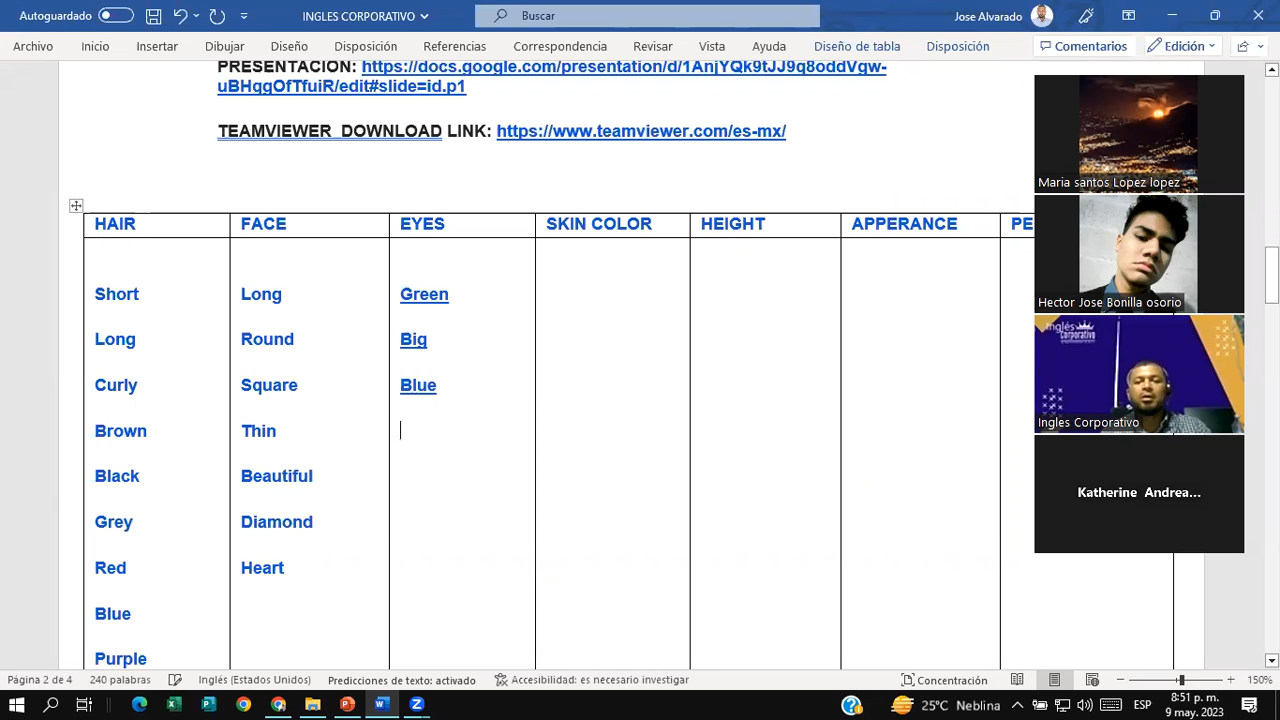 Autoguardado INGLES CORPORATIVO Buscar Jose Alvarado
Archivo Inicio Insertar Dibujar Diseño Disposición Referencias Correspondencia Revisar Vista Ayuda Diseño de tabla Disposición Comentarios Edición
PRESENTACION: https://docs.google.com/presentation/d/1AnjYQk9tJJ9q8oddVgw-
uBHqgOfTfuiR/edit#slide=id.p1
TEAMVIEWER DOWNLOAD LINK: https://www.teamviewer.com/es-mx/
HAIR FACE EYES SKIN COLOR HEIGHT APPERANCE PE
Short Long Green
Long Round Big
Curly Square Blue
Brown Thin
Black Beautiful
Grey Diamond
Red Heart
Blue
Purple
Maria santos Lopez lopez
Hector Jose Bonilla osorio
Inglés
Corporativo
Ingles Corporativo
Katherine Andrea...
Página 2 de 4 240 palabras Inglés (Estados Unidos) Predicciones de texto: activado Accesibilidad: es necesario investigar Concentración 150%
25°C Neblina ESP 8:51 p. m.
9 may. 2023